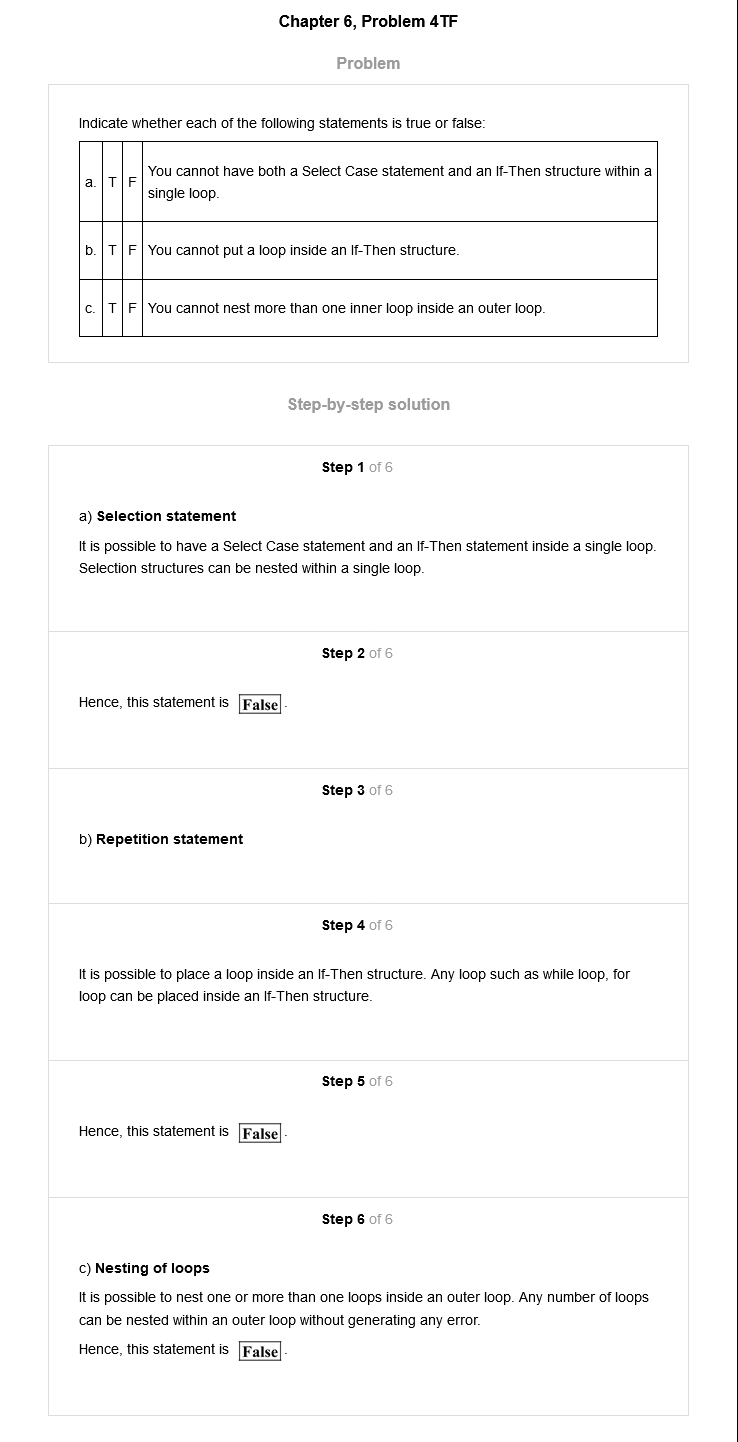 Chapter 6, Problem 4TF
Problem
Indicate whether each of the following statements is true or false:
a. T F You cannot have both a Select Case statement and an If-Then structure within a
single loop.
b. T F You cannot put a loop inside an If-Then structure.
c. T F You cannot nest more than one inner loop inside an outer loop.
Step-by-step solution
Step 1 of 6
a) Selection statement
It is possible to have a Select Case statement and an If-Then statement inside a single loop.
Selection structures can be nested within a single loop.
Step 2 of 6
Hence, this statement is False.
Step 3 of 6
b) Repetition statement
Step 4 of 6
It is possible to place a loop inside an If-Then structure. Any loop such as while loop, for
loop can be placed inside an If-Then structure.
Step 5 of 6
Hence, this statement is False.
Step 6 of 6
c) Nesting of loops
It is possible to nest one or more than one loops inside an outer loop. Any number of loops
can be nested within an outer loop without generating any error.
Hence, this statement is False.